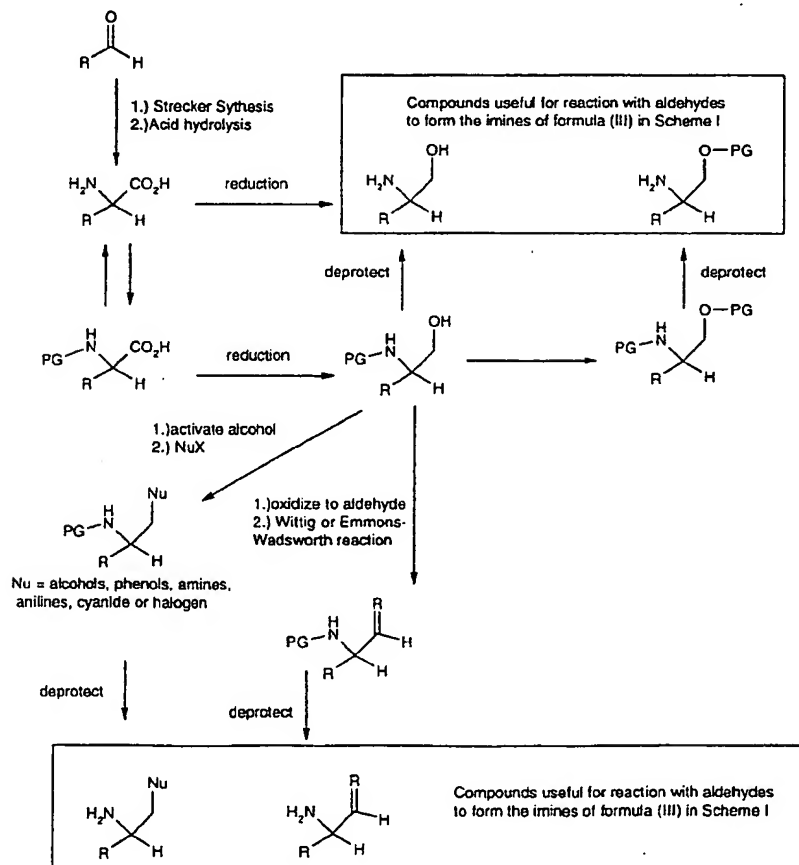 O
R
H
1.) Strecker Sythesis
2.)Acid hydrolysis
Compounds useful for reaction with aldehydes
to form the imines of formula (III) in Scheme I
OH
H2N
R
H
O—PG
H2N
R
H
H2N
CO2H
R
H
reduction
deprotect
deprotect
H
PG
N
CO2H
R
H
reduction
OH
H
PG
N
R
H
O—PG
H
PG
N
R
H
1.)activate alcohol
2.) NuX
1.)oxidize to aldehyde
2.) Wittig or Emmons-
Wadsworth reaction
Nu
H
PG
N
R
H
Nu = alcohols, phenols, amines,
anilines, cyanide or halogen
R
H
PG
N
H
R
H
deprotect
deprotect
Nu
H2N
R
H
R
H2N
H
R
H
Compounds useful for reaction with aldehydes
to form the imines of formula (III) in Scheme I